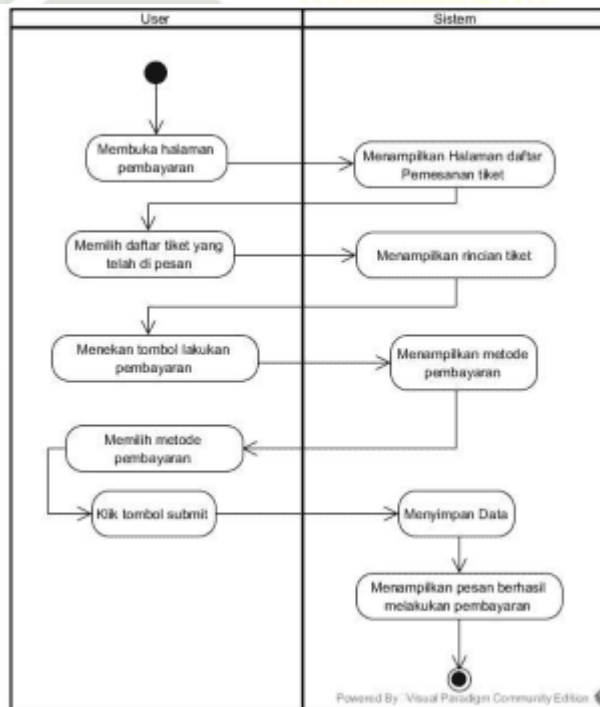 User
Sistem
Membuka halaman
pembayaran
Menampilkan Halaman daftar
Pemesanan tiket
Memilih daftar tiket yang
telah di pesan
Menampilkan rincian tiket
Menekan tombol lakukan
pembayaran
Menampilkan metode
pembayaran
Memilih metode
pembayaran
Klik tombol submit
Menyimpan Data
Menampilkan pesan berhasil
melakukan pembayaran
Powered By Visual Paradigm Community Edition